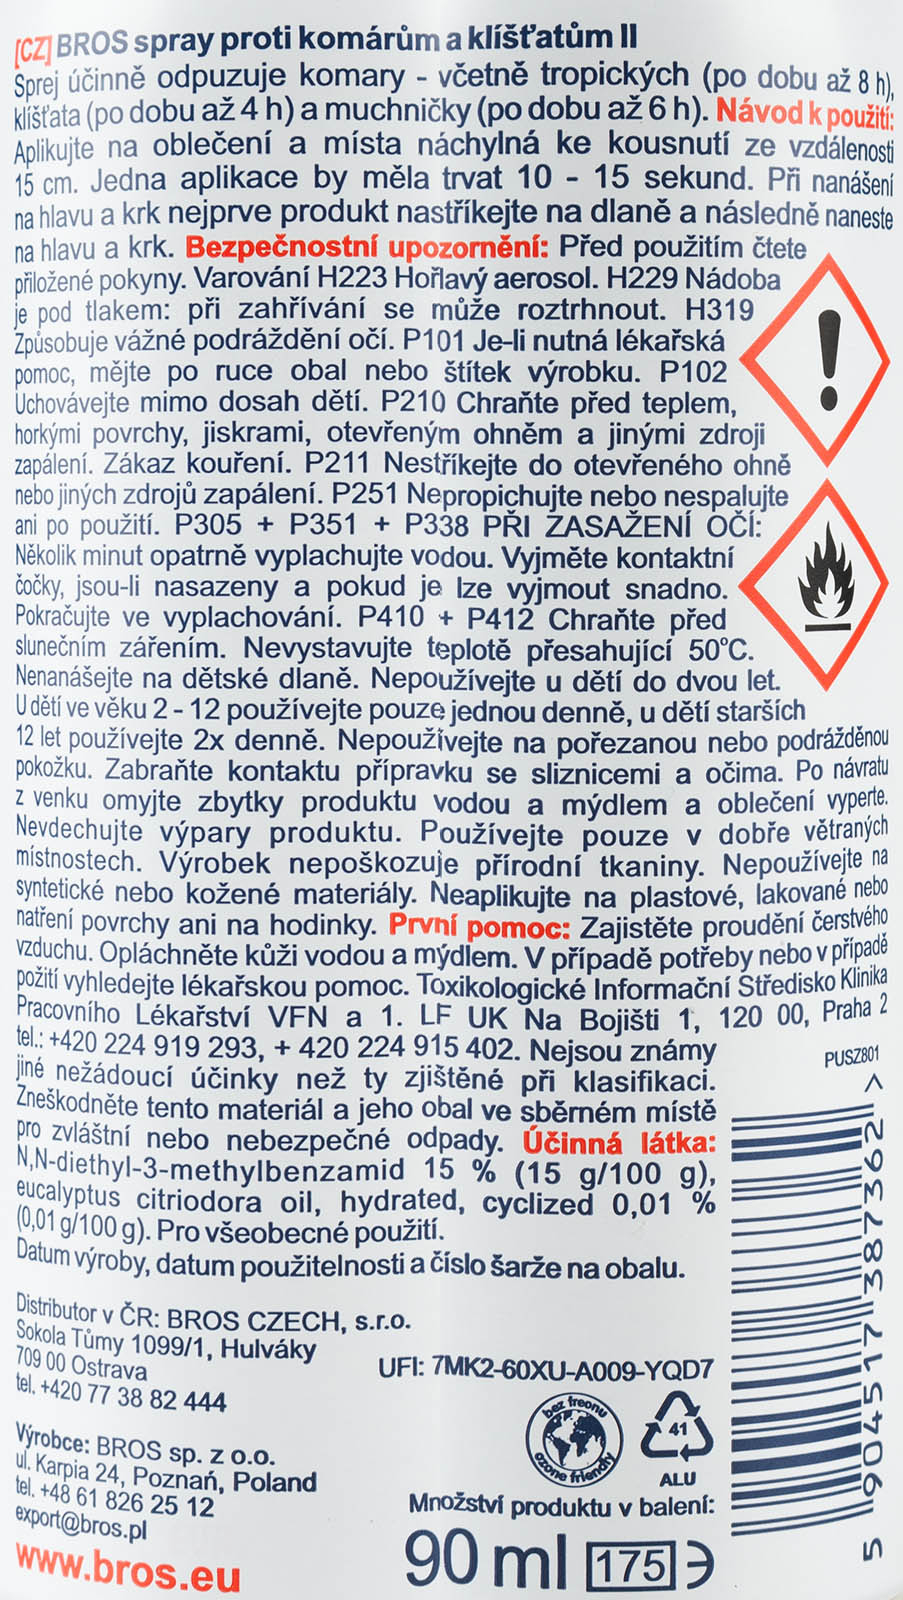 [CZ] BROS spray proti komárům a klíšťatům II
Sprej účinně odpuzuje komary - včetně tropických (po dobu až 8 h),
klíšťata (po dobu až 4 h) a muchničky (po dobu až 6 h). Návod k použití:
Aplikujte na oblečení a místa náchylná ke kousnutí ze vzdálenosti
15 cm. Jedna aplikace by měla trvat 10 - 15 sekund. Při nanášení
na hlavu a krk nejprve produkt nastříkejte na dlaně a následně naneste
na hlavu a krk. Bezpečnostní upozornění: Před použitím čtete
přiložené pokyny. Varování H223 Hořlavý aerosol. H229 Nádoba
je pod tlakem: při zahřívání se může roztrhnout. H319
Způsobuje vážné podráždění očí. P101 Je-li nutná lékařská
pomoc, mějte po ruce obal nebo štítek výrobku. P102
Uchovávejte mimo dosah dětí. P210 Chraňte před teplem,
horkými povrchy, jiskrami, otevřeným ohněm a jinými zdroji
zapálení. Zákaz kouření. P211 Nestříkejte do otevřeného ohně
nebo jiných zdrojů zapálení. P251 Nepropichujte nebo nespalujte
ani po použití. P305 + P351 + P338 PŘI ZASAŽENÍ OČÍ:
Několik minut opatrně vyplachujte vodou. Vyjměte kontaktní
čočky, jsou-li nasazeny a pokud je lze vyjmout snadno.
Pokračujte ve vyplachování. P410 + P412 Chraňte před
slunečním zářením. Nevystavujte teplotě přesahující 50°C.
Nenanášejte na dětské dlaně. Nepoužívejte u dětí do dvou let.
U dětí ve věku 2 - 12 používejte pouze jednou denně, u dětí starších
12 let používejte 2x denně. Nepoužívejte na pořezanou nebo podrážděnou
pokožku. Zabraňte kontaktu přípravku se sliznicemi a očima. Po návratu
z venku omyjte zbytky produktu vodou a mýdlem a oblečení vyperte.
Nevdechujte výpary produktu. Používejte pouze v dobře větraných
místnostech. Výrobek nepoškozuje přírodní tkaniny. Nepoužívejte na
syntetické nebo kožené materiály. Neaplikujte na plastové, lakované nebo
natření povrchy ani na hodinky. První pomoc: Zajistěte proudění čerstvého
vzduchu. Opláchněte kůži vodou a mýdlem. V případě potřeby nebo v případě
požití vyhledejte lékařskou pomoc. Toxikologické Informační Středisko Klinika
Pracovního Lékařství VFN a 1. LF UK Na Bojišti 1, 120 00, Praha 2
tel.: +420 224 919 293, + 420 224 915 402. Nejsou známy
jiné nežádoucí účinky než ty zjištěné při klasifikaci.
Zneškodněte tento materiál a jeho obal ve sběrném místě
pro zvláštní nebo nebezpečné odpady. Účinná látka:
N,N-diethyl-3-methylbenzamid 15 % (15 g/100 g),
eucalyptus citriodora oil, hydrated, cyclized 0,01 %
(0,01 g/100 g). Pro všeobecné použití.
Datum výroby, datum použitelnosti a číslo šarže na obalu.
PUSZ801
5 904517 387362 >
Distributor v ČR: BROS CZECH, s.r.o.
Sokola Tůmy 1099/1, Hulváky
709 00 Ostrava
tel. +420 77 38 82 444
UFI: 7MK2-60XU-A009-YQD7
bez freonu
ozone friendly
41
ALU
Výrobce: BROS sp. z o.o.
ul. Karpia 24, Poznań, Poland
tel. +48 61 826 25 12
export@bros.pl
www.bros.eu
Množství produktu v balení:
90 ml 175 ℈